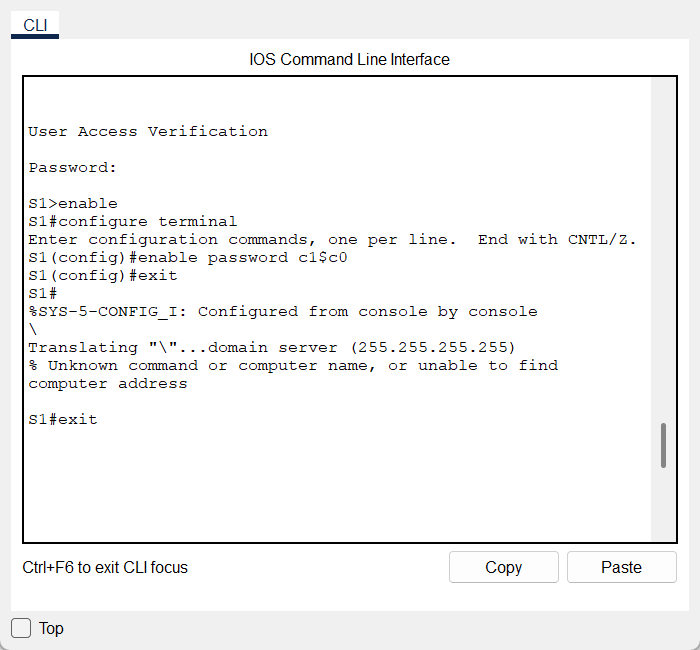 CLI
IOS Command Line Interface
User Access Verification
Password:
S1>enable
S1#configure terminal
Enter configuration commands, one per line.  End with CNTL/Z.
S1(config)#enable password c1$c0
S1(config)#exit
S1#
%SYS-5-CONFIG_I: Configured from console by console
\
Translating "\"...domain server (255.255.255.255)
% Unknown command or computer name, or unable to find
computer address
S1#exit
Ctrl+F6 to exit CLI focus
Copy
Paste
Top